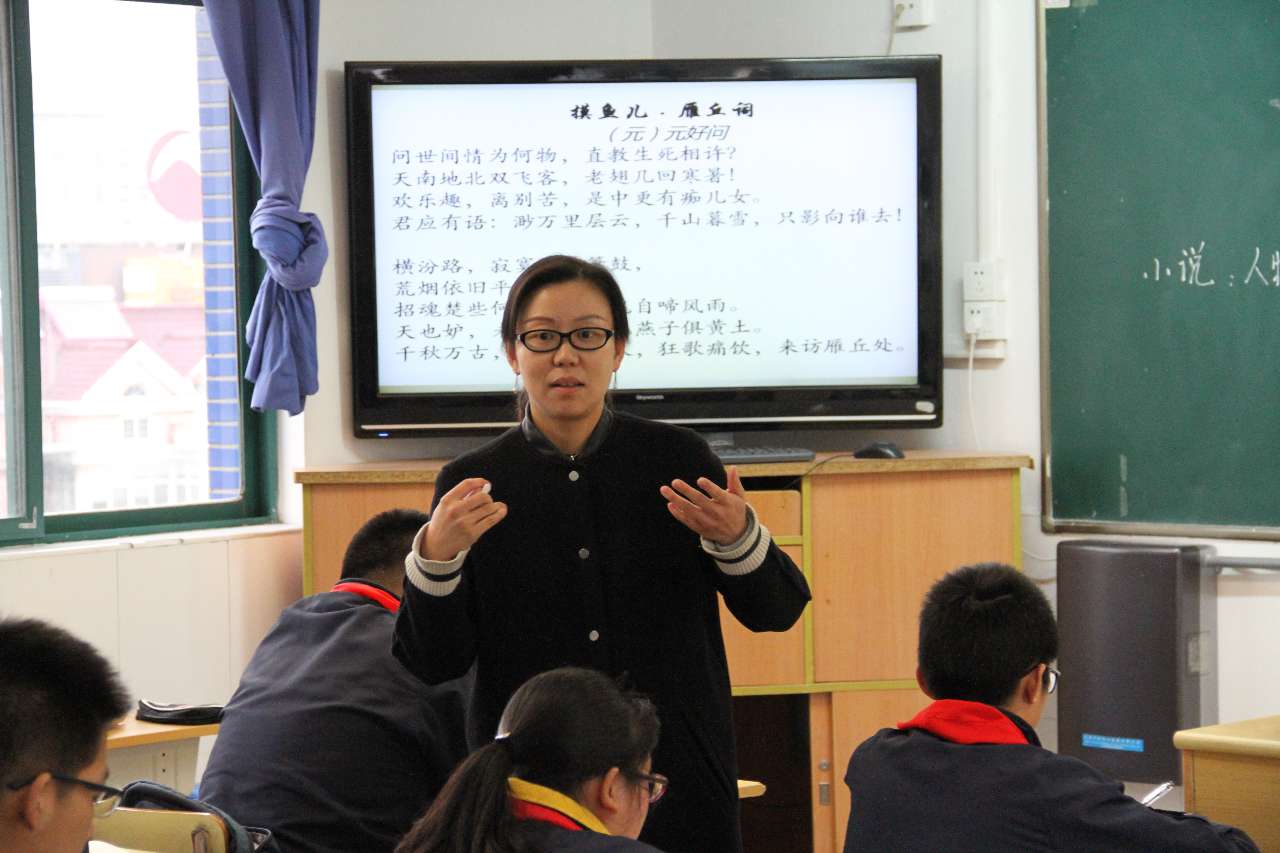 摸鱼儿·雁丘词
（元）元好问
问世间情为何物，直教生死相许？
天南地北双飞客，老翅几回寒暑！
欢乐趣，离别苦，是中更有痴儿女。
君应有语：渺万里层云，千山暮雪，只影向谁去！
横汾路，寂寞 箫鼓，
荒烟依旧平
招魂楚些何 自啼风雨。
天也妒， 燕子俱黄土。
千秋万古， 狂歌痛饮，来访雁丘处。
小说：人物
Skyworth